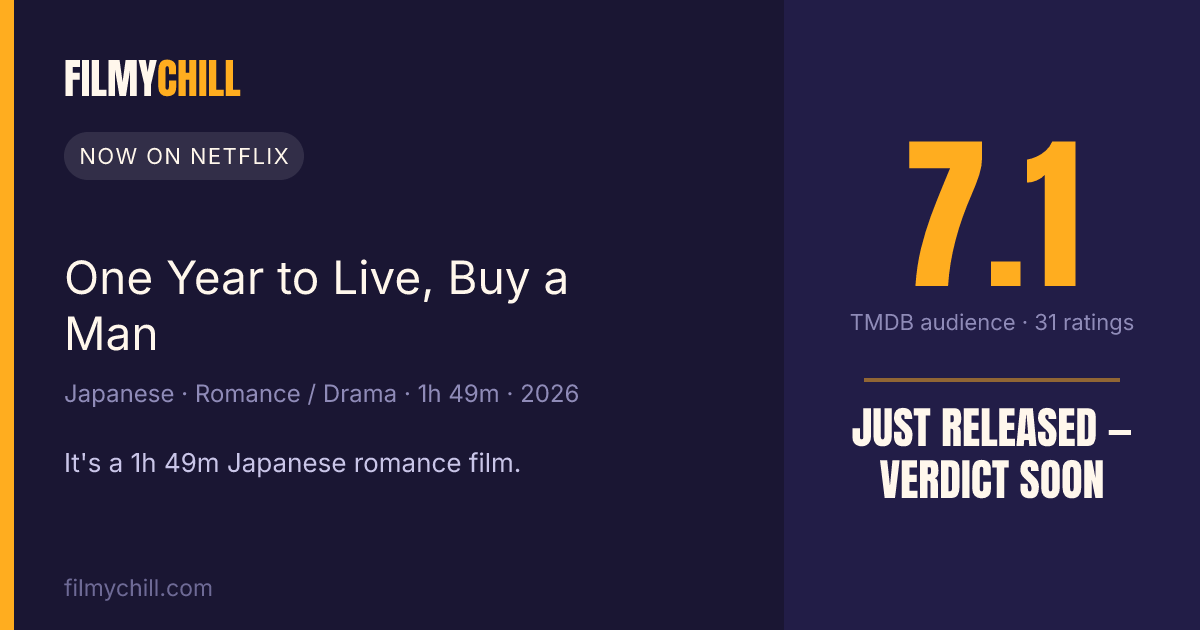 FILMYCHILL
NOW ON NETFLIX
One Year to Live, Buy a
Man
Japanese · Romance / Drama · 1h 49m · 2026
It's a 1h 49m Japanese romance film.
filmychill.com
7.1
TMDB audience · 31 ratings
JUST RELEASED –
VERDICT SOON